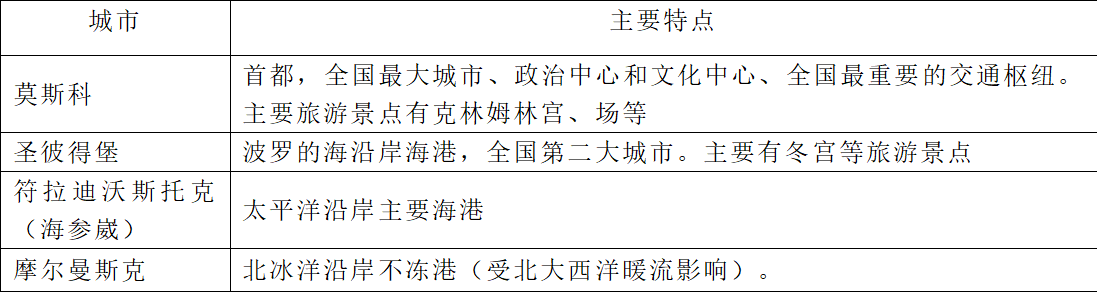 城市
主要特点
莫斯科
首都，全国最大城市、政治中心和文化中心、全国最重要的交通枢纽。
主要旅游景点有克林姆林宫、场等
圣彼得堡
波罗的海沿岸海港，全国第二大城市。主要有冬宫等旅游景点
符拉迪沃斯托克
（海参崴）
太平洋沿岸主要海港
摩尔曼斯克
北冰洋沿岸不冻港（受北大西洋暖流影响）。